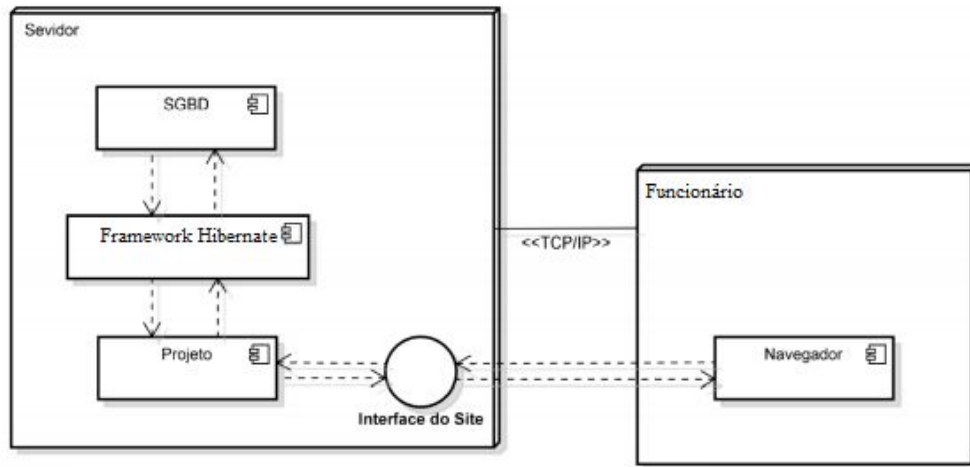 Sevidor
SGBD
Framework Hibernate
Projeto
Interface do Site
<<TCP/IP>>
Funcionário
Navegador